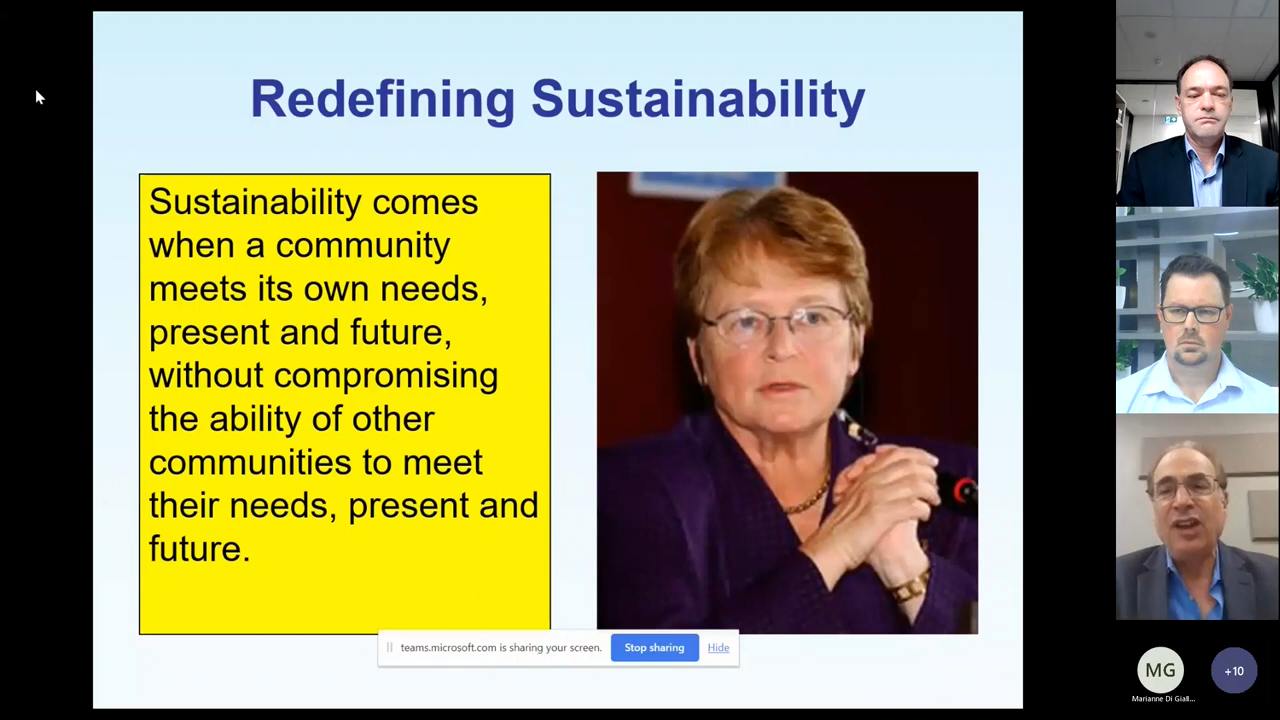 Redefining Sustainability
Sustainability comes
when a community
meets its own needs,
present and future,
without compromising
the ability of other
communities to meet
their needs, present and
future.
teams.microsoft.com is sharing your screen.
Stop sharing
Hide
MG
+10
Marianne Di Giall...